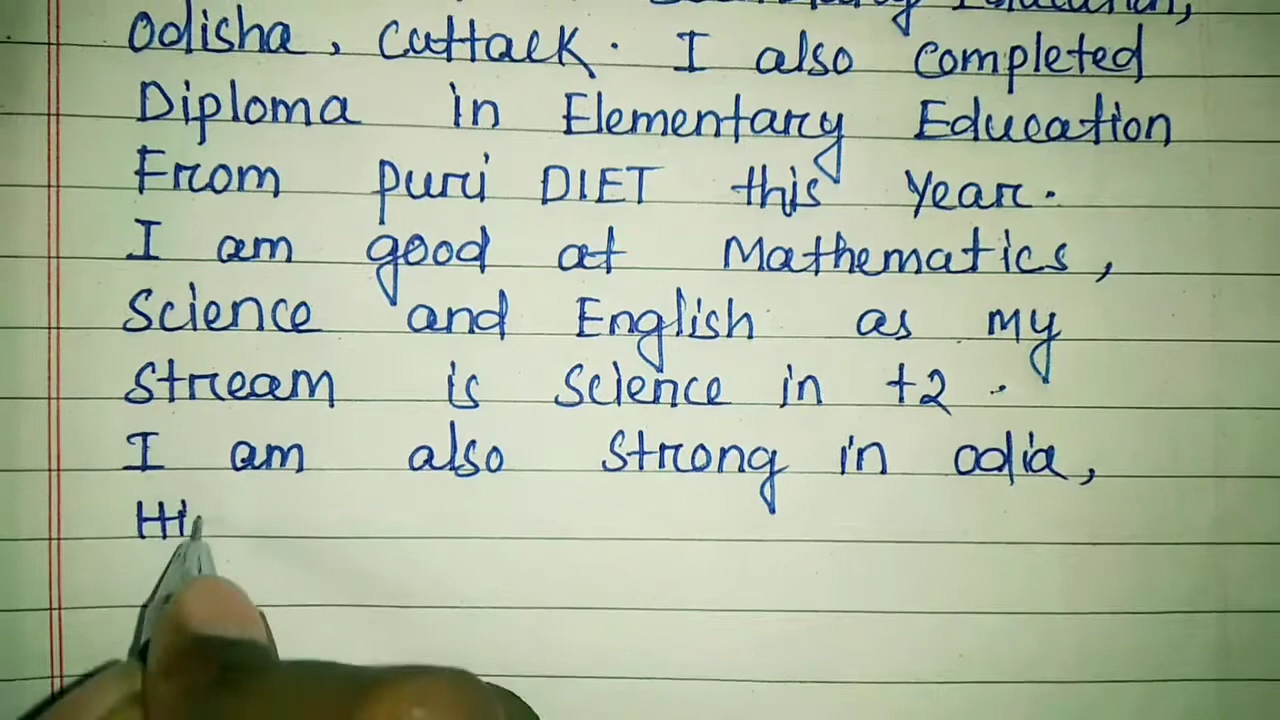 Education,
Odisha, Cuttack. I also completed
Diploma in Elementary Education
From puri DIET this Year.
I am good at Mathematics,
Science and English as my
Stream is Science in +2.
I am also Strong in odia,